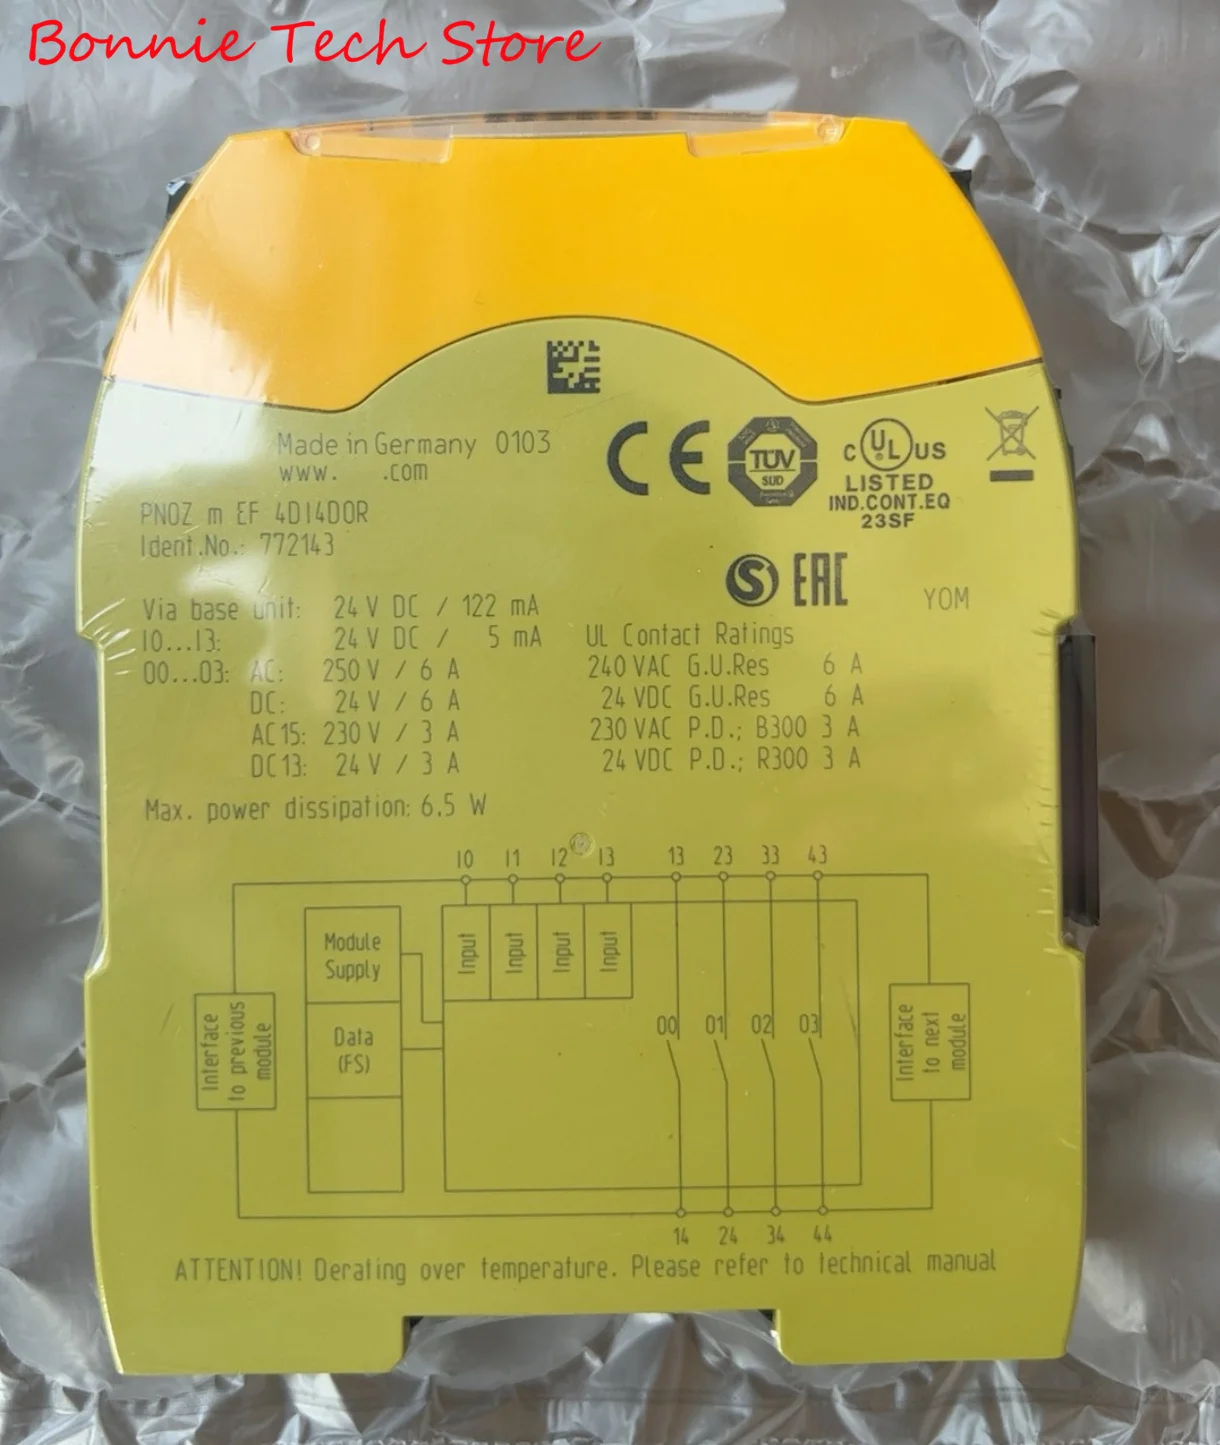 Bonnie Tech Store
Made in Germany 0103
www. .com
PNOZ m EF 4DI4DOR
Ident.No.: 772143
CE
TÜV
SÜD
C UL US
LISTED
IND.CONT.EQ
23SF
S EAC
YOM
Via base unit: 24 V DC / 122 mA
I0...I3: 24 V DC / 5 mA
O0...O3: AC: 250 V / 6 A
DC: 24 V / 6 A
AC15: 230 V / 3 A
DC13: 24 V / 3 A
UL Contact Ratings
240 VAC G.U.Res 6 A
24 VDC G.U.Res 6 A
230 VAC P.D.; B300 3 A
24 VDC P.D.; R300 3 A
Max. power dissipation: 6.5 W
I0 I1 I2 I3 13 23 33 43
Module
Supply
Input Input Input Input
Data
(FS)
O0 O1 O2 O3
Interface
to previous
module
Interface
to next
module
14 24 34 44
ATTENTION! Derating over temperature. Please refer to technical manual